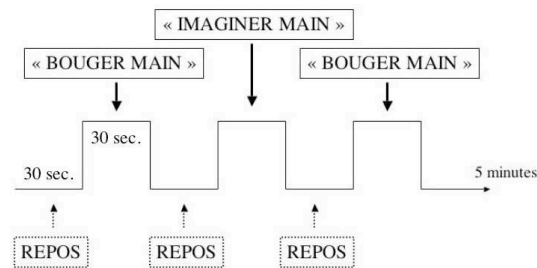 « IMAGINER MAIN »
« BOUGER MAIN »
« BOUGER MAIN »
30 sec.
30 sec.
5 minutes
REPOS
REPOS
REPOS